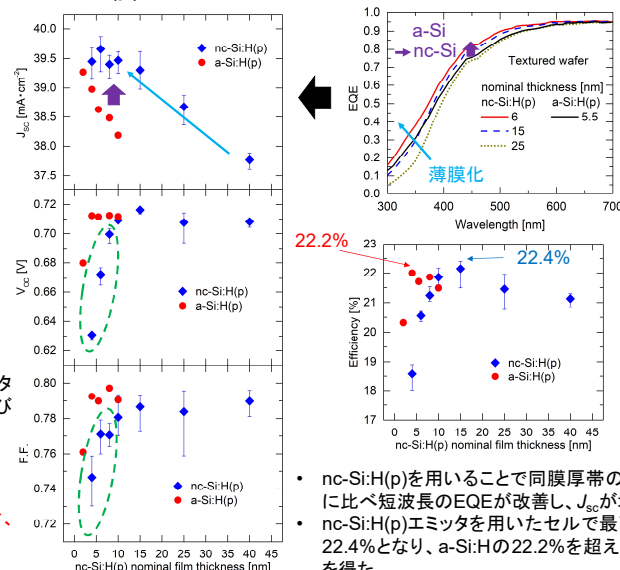 40.0
39.5
39.0
38.5
38.0
37.5
Jsc [mA·cm-2]
nc-Si:H(p)
a-Si:H(p)
0.72
0.70
0.68
0.66
0.64
0.62
Voc [V]
nc-Si:H(p)
a-Si:H(p)
0.80
0.78
0.76
0.74
0.72
F.F.
nc-Si:H(p)
a-Si:H(p)
0 5 10 15 20 25 30 35 40 45
nc-Si:H(p) nominal film thickness [nm]
タ
び
、
1.0
0.9
0.8
0.7
0.6
0.5
0.4
0.3
0.2
0.1
0.0
EQE
a-Si
→nc-Si
Textured wafer
nominal thickness [nm]
nc-Si:H(p) a-Si:H(p)
6 5.5
15
25
薄膜化
300 400 500 600 700
Wavelength [nm]
22.2%
22.4%
23
22
21
20
19
18
17
Efficiency [%]
nc-Si:H(p)
a-Si:H(p)
0 5 10 15 20 25 30 35 40 45
nc-Si:H(p) nominal film thickness [nm]
• nc-Si:H(p)を用いることで同膜厚帯の
に比べ短波長のEQEが改善し、Jscが
• nc-Si:H(p)エミッタを用いたセルで最
22.4%となり、a-Si:Hの22.2%を超え
を得た